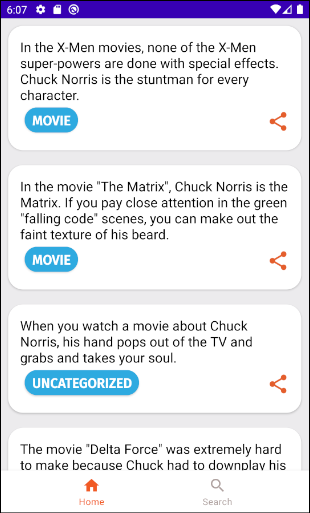 6:07
In the X-Men movies, none of the X-Men
super-powers are done with special effects.
Chuck Norris is the stuntman for every
character.
MOVIE
In the movie "The Matrix", Chuck Norris is the
Matrix. If you pay close attention in the green
"falling code" scenes, you can make out the
faint texture of his beard.
MOVIE
When you watch a movie about Chuck
Norris, his hand pops out of the TV and
grabs and takes your soul.
UNCATEGORIZED
The movie "Delta Force" was extremely hard
to make because Chuck had to downplay his
Home
Search